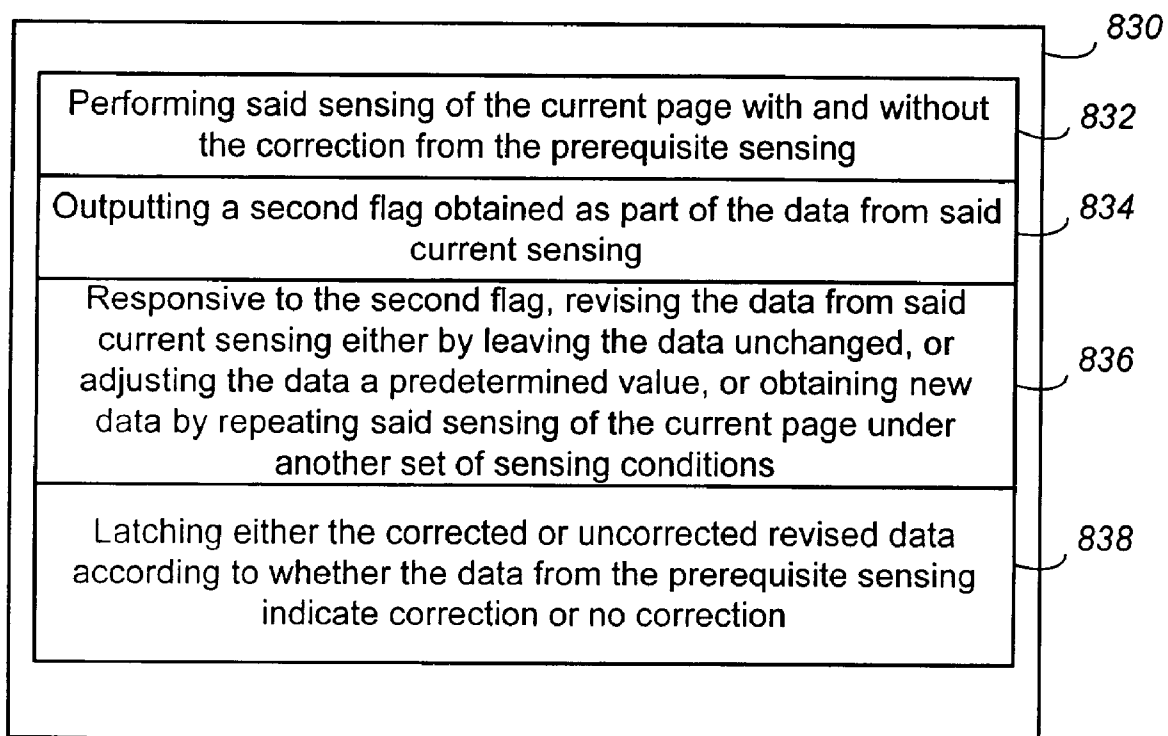 830
Performing said sensing of the current page with and without
the correction from the prerequisite sensing
832
Outputting a second flag obtained as part of the data from said
current sensing
834
Responsive to the second flag, revising the data from said
current sensing either by leaving the data unchanged, or
adjusting the data a predetermined value, or obtaining new
data by repeating said sensing of the current page under
another set of sensing conditions
836
Latching either the corrected or uncorrected revised data
according to whether the data from the prerequisite sensing
indicate correction or no correction
838